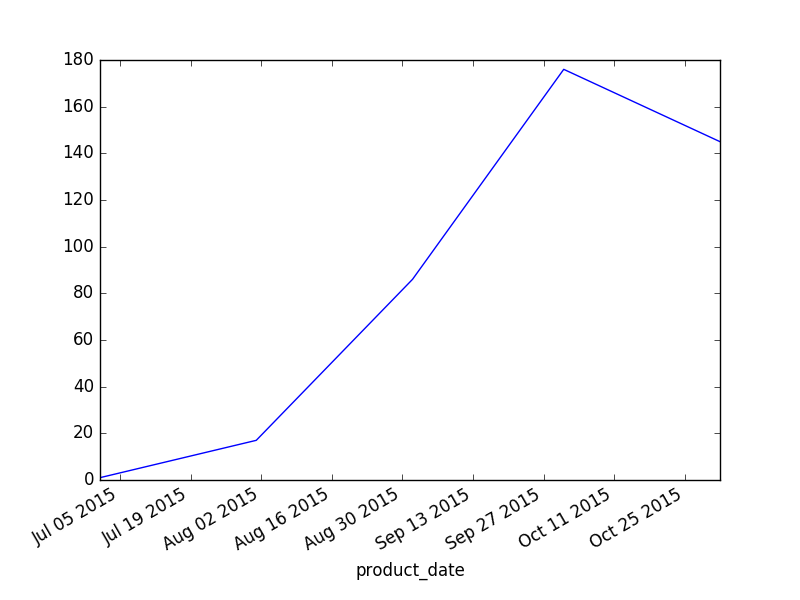 180
160
140
120
100
80
60
40
20
0
Jul 05 2015
Jul 19 2015
Aug 02 2015
Aug 16 2015
Aug 30 2015
Sep 13 2015
Sep 27 2015
Oct 11 2015
Oct 25 2015
product_date